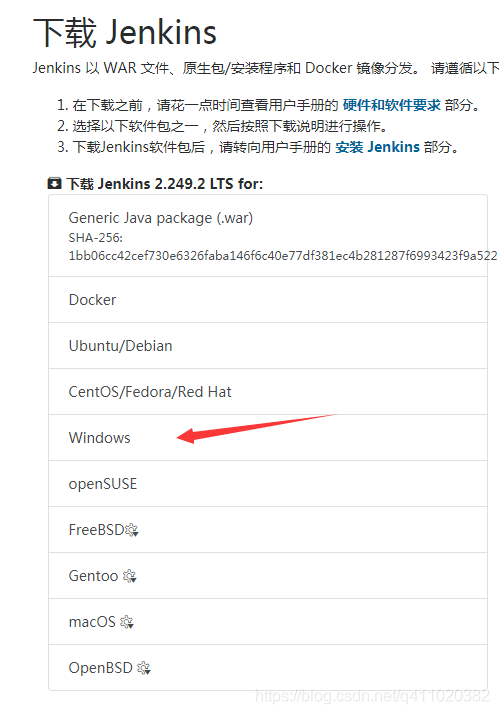 下载 Jenkins
Jenkins 以 WAR 文件、原生包/安装程序和 Docker 镜像分发。 请遵循以下
1. 在下载之前，请花一点时间查看用户手册的 硬件和软件要求 部分。
2. 选择以下软件包之一，然后按照下载说明进行操作。
3. 下载Jenkins软件包后，请转向用户手册的 安装 Jenkins 部分。
下载 Jenkins 2.249.2 LTS for:
Generic Java package (.war)
SHA-256:
1bb06cc42cef730e6326faba146f6c40e77df381ec4b281287f6993423f9a522
Docker
Ubuntu/Debian
CentOS/Fedora/Red Hat
Windows
openSUSE
FreeBSD
Gentoo
macOS
OpenBSD
https://blog.csdn.net/q411020382